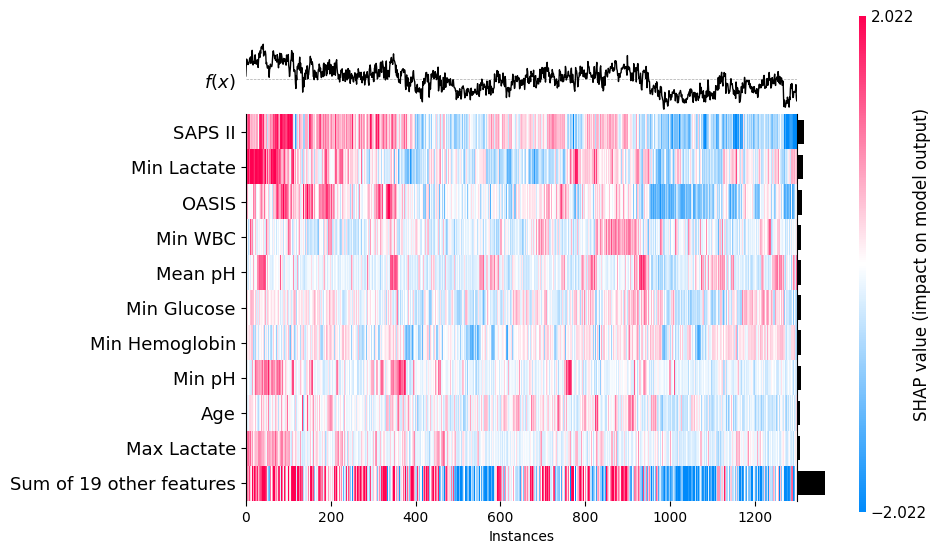 2.022
f(x)
SAPS II
Min Lactate
OASIS
Min WBC
Mean pH
Min Glucose
Min Hemoglobin
Min pH
Age
Max Lactate
Sum of 19 other features
0 200 400 600 800 1000 1200
Instances
SHAP value (impact on model output)
−2.022